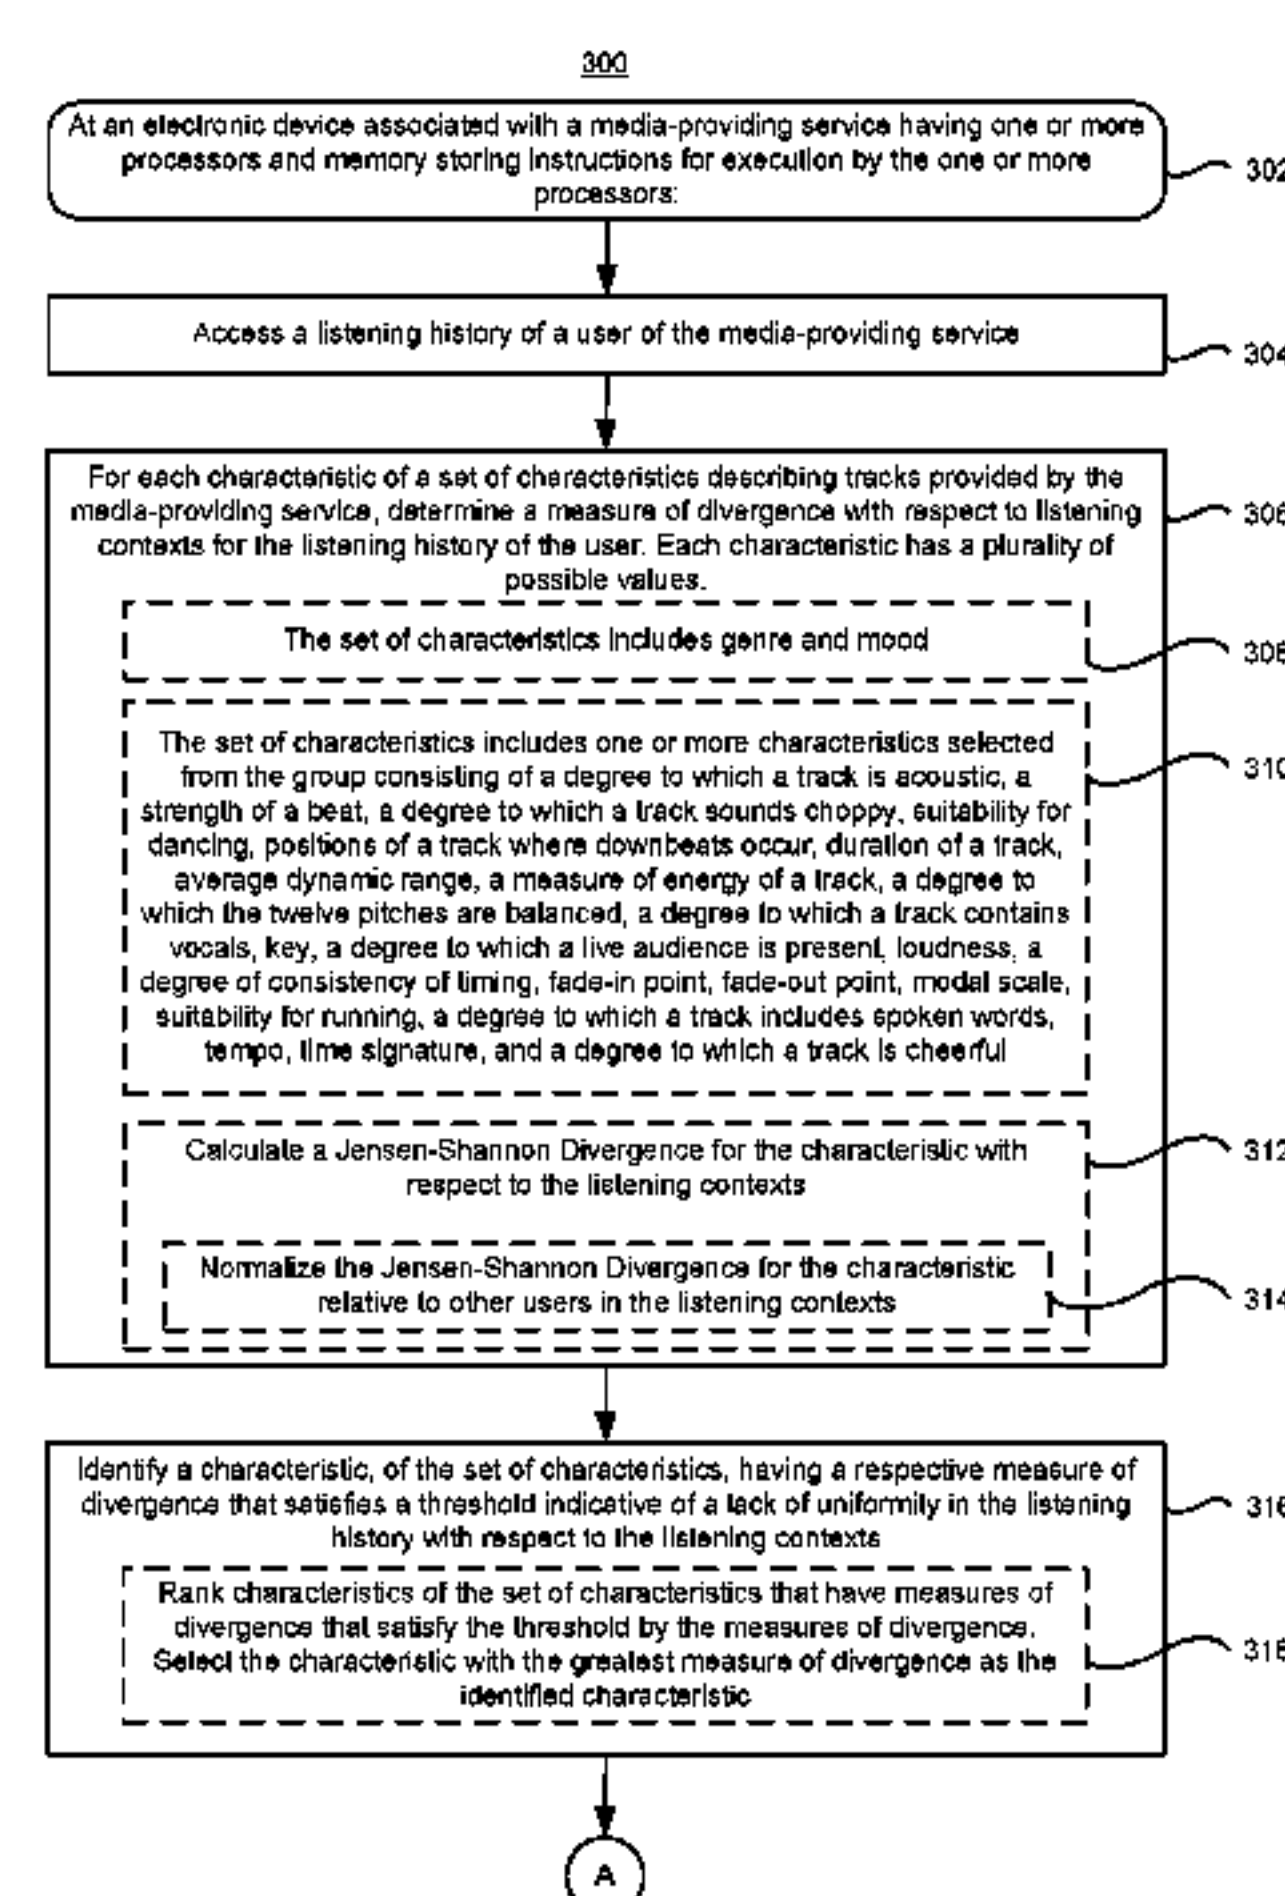 300
At an electronic device associated with a media-providing service having one or more
processors and memory storing instructions for execution by the one or more
processors:
302
Access a listening history of a user of the media-providing service
304
For each characteristic of a set of characteristics describing tracks provided by the
media-providing service, determine a measure of divergence with respect to listening
contexts for the listening history of the user. Each characteristic has a plurality of
possible values.
306
The set of characteristics includes genre and mood
308
The set of characteristics includes one or more characteristics selected
from the group consisting of a degree to which a track is acoustic, a
strength of a beat, a degree to which a track sounds choppy, suitability for
dancing, positions of a track where downbeats occur, duration of a track,
average dynamic range, a measure of energy of a track, a degree to
which the twelve pitches are balanced, a degree to which a track contains
vocals, key, a degree to which a live audience is present, loudness, a
degree of consistency of timing, fade-in point, fade-out point, modal scale,
suitability for running, a degree to which a track includes spoken words,
tempo, time signature, and a degree to which a track is cheerful
310
Calculate a Jensen-Shannon Divergence for the characteristic with
respect to the listening contexts
312
Normalize the Jensen-Shannon Divergence for the characteristic
relative to other users in the listening contexts
314
Identify a characteristic, of the set of characteristics, having a respective measure of
divergence that satisfies a threshold indicative of a lack of uniformity in the listening
history with respect to the listening contexts
316
Rank characteristics of the set of characteristics that have measures of
divergence that satisfy the threshold by the measures of divergence.
Select the characteristic with the greatest measure of divergence as the
identified characteristic
318
A